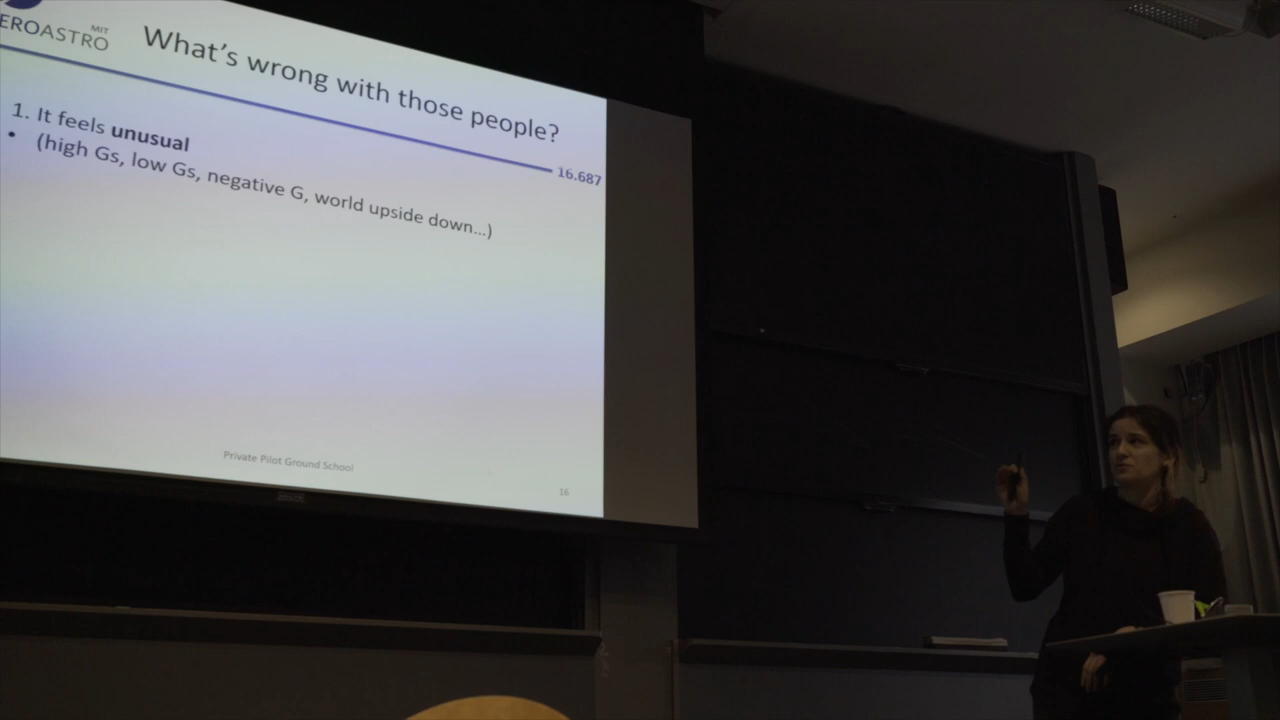 MIT
EROASTRO
What's wrong with those people?
16.687
1. It feels unusual
• (high Gs, low Gs, negative G, world upside down...)
Private Pilot Ground School
16